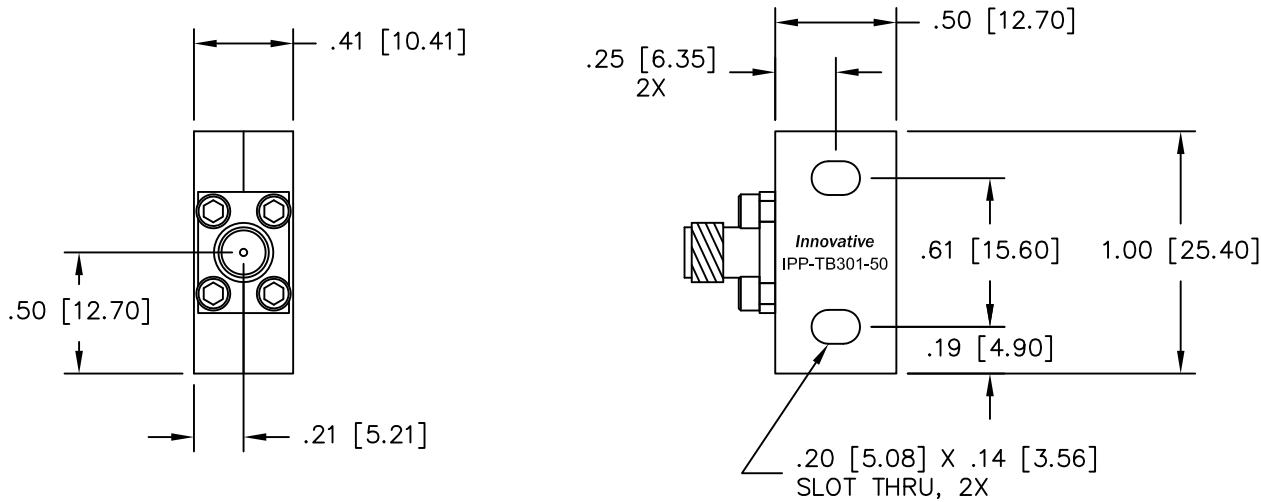 .41 [10.41]
.50 [12.70]
.25 [6.35]
2X
Innovative
IPP-TB301-50
.61 [15.60]
1.00 [25.40]
.50 [12.70]
.19 [4.90]
.21 [5.21]
.20 [5.08] X .14 [3.56]
SLOT THRU, 2X